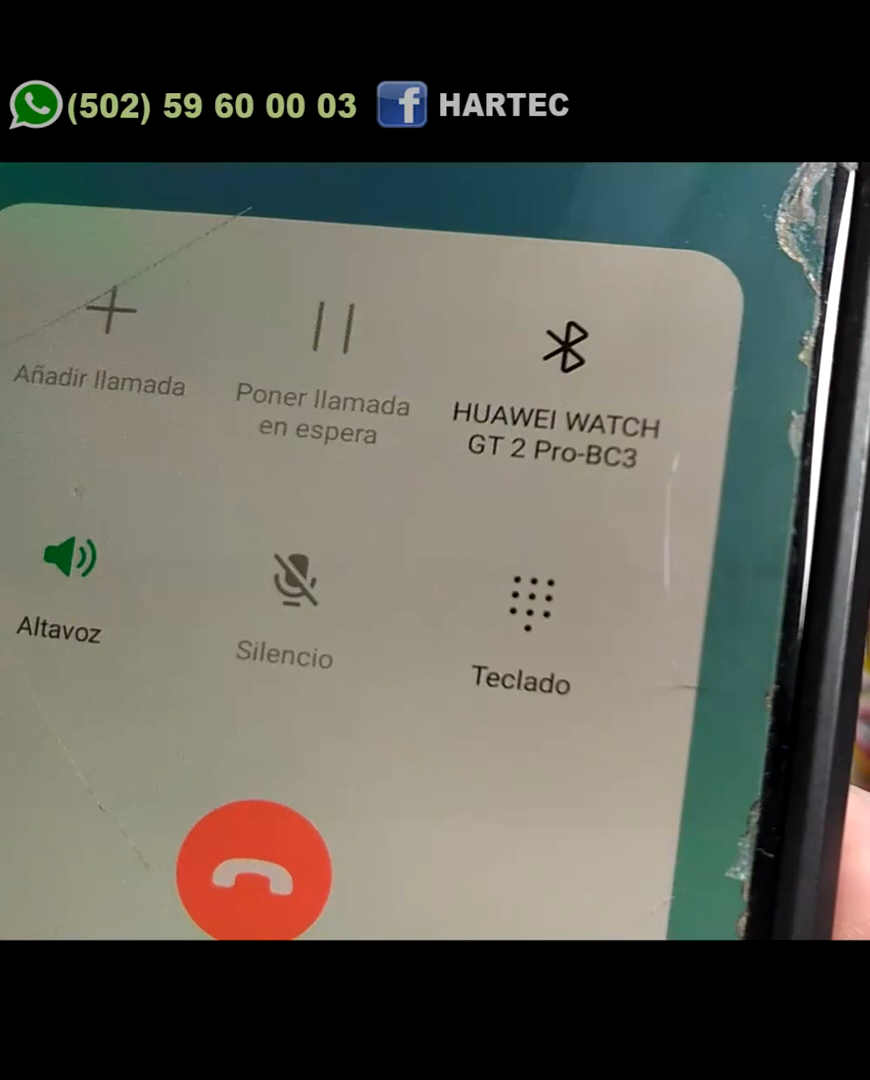 (502) 59 60 00 03 f HARTEC
Añadir llamada
Poner llamada
en espera
HUAWEI WATCH
GT 2 Pro-BC3
Altavoz
Silencio
Teclado